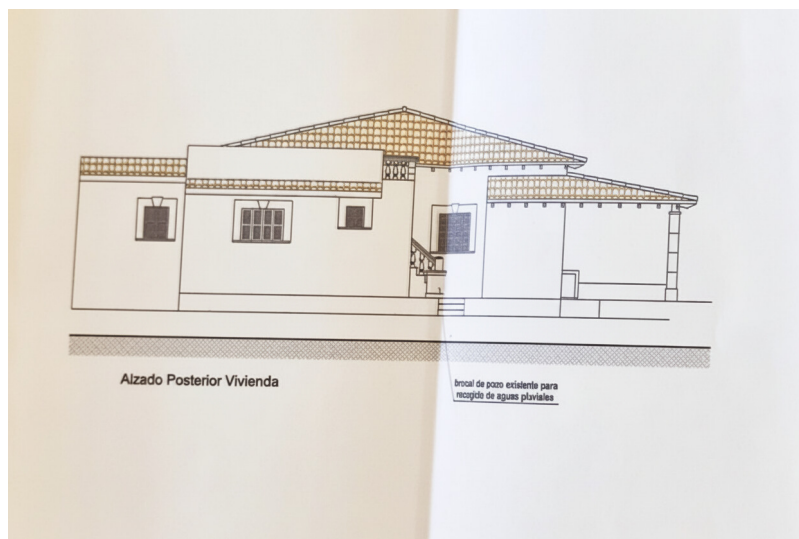 Alzado Posterior Vivienda
brocal de pozo existente para
recogida de aguas pluviales